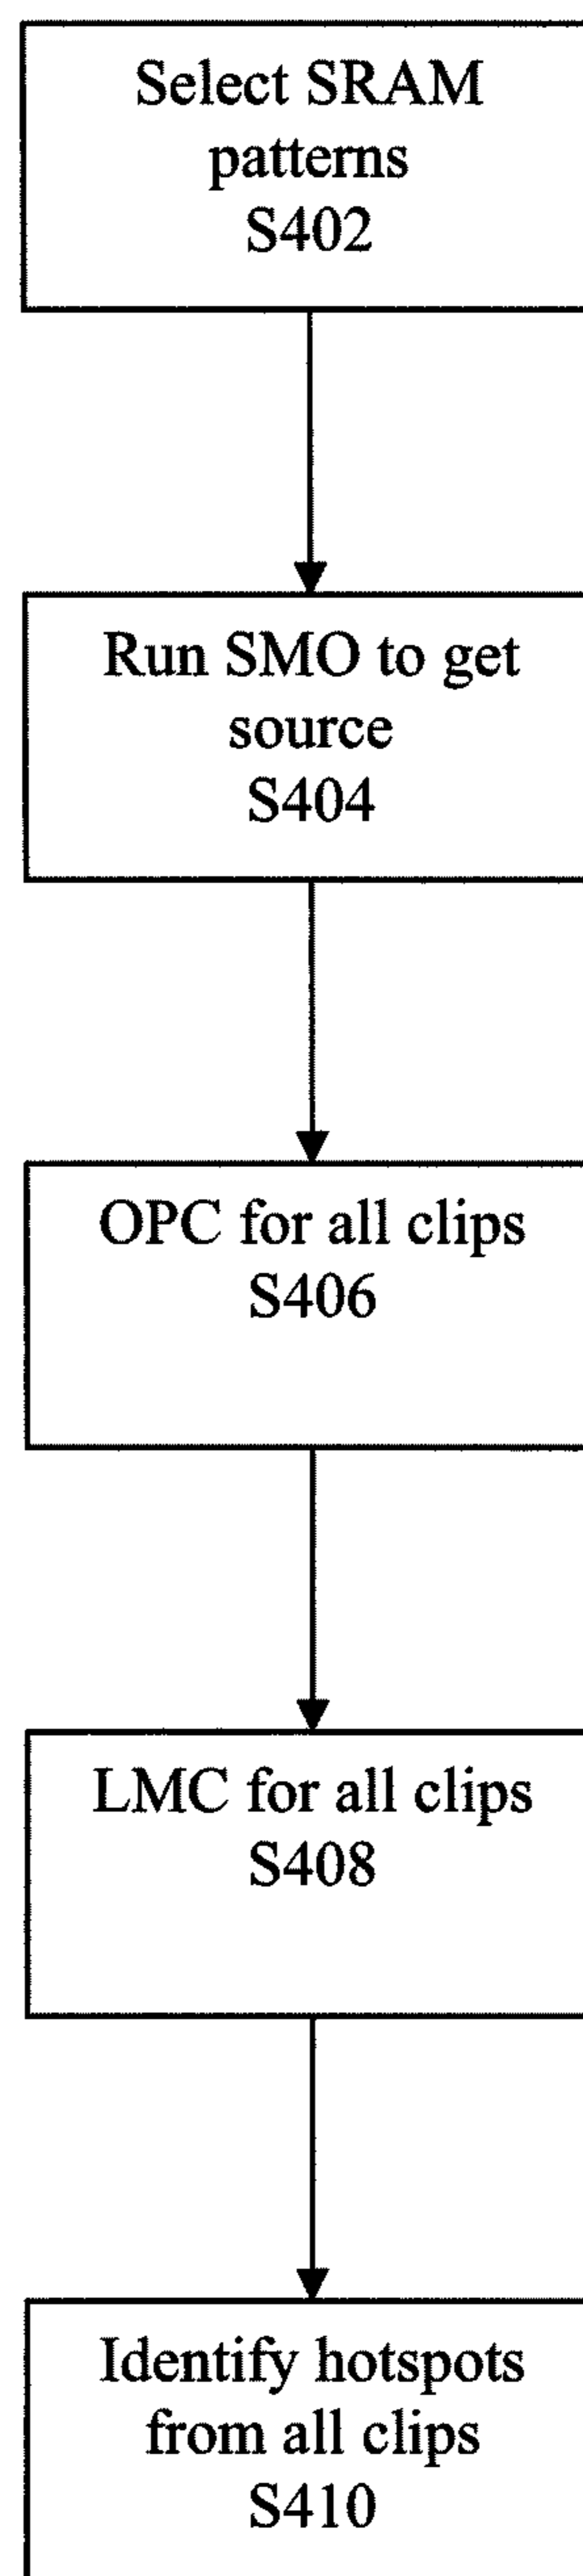 Select SRAM
patterns
S402
Run SMO to get
source
S404
OPC for all clips
S406
LMC for all clips
S408
Identify hotspots
from all clips
S410